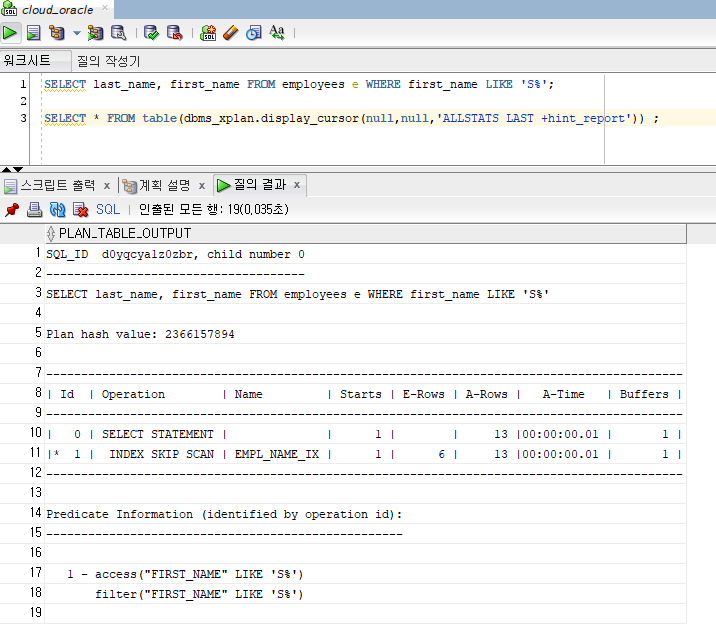 cloud_oracle
워크시트 질의 작성기
1 SELECT last_name, first_name FROM employees e WHERE first_name LIKE 'S%';
2
3 SELECT * FROM table(dbms_xplan.display_cursor(null,null,'ALLSTATS LAST +hint_report')) ;
스크립트 출력 x 계획 설명 x 질의 결과 x
SQL | 인출된 모든 행: 19(0,035초)
PLAN_TABLE_OUTPUT
1 SQL_ID  d0yqcyalz0zbr, child number 0
2 -------------------------------------
3 SELECT last_name, first_name FROM employees e WHERE first_name LIKE 'S%'
4
5 Plan hash value: 2366157894
6
7 -------------------------------------------------------------------------------------------
8 | Id  | Operation        | Name         | Starts | E-Rows | A-Rows |   A-Time   | Buffers |
9 -------------------------------------------------------------------------------------------
10 |   0 | SELECT STATEMENT |              |      1 |        |     13 |00:00:00.01 |       1 |
11 |*  1 |  INDEX SKIP SCAN | EMPL_NAME_IX |      1 |      6 |     13 |00:00:00.01 |       1 |
12 -------------------------------------------------------------------------------------------
13
14 Predicate Information (identified by operation id):
15 ---------------------------------------------------
16
17    1 - access("FIRST_NAME" LIKE 'S%')
18        filter("FIRST_NAME" LIKE 'S%')
19